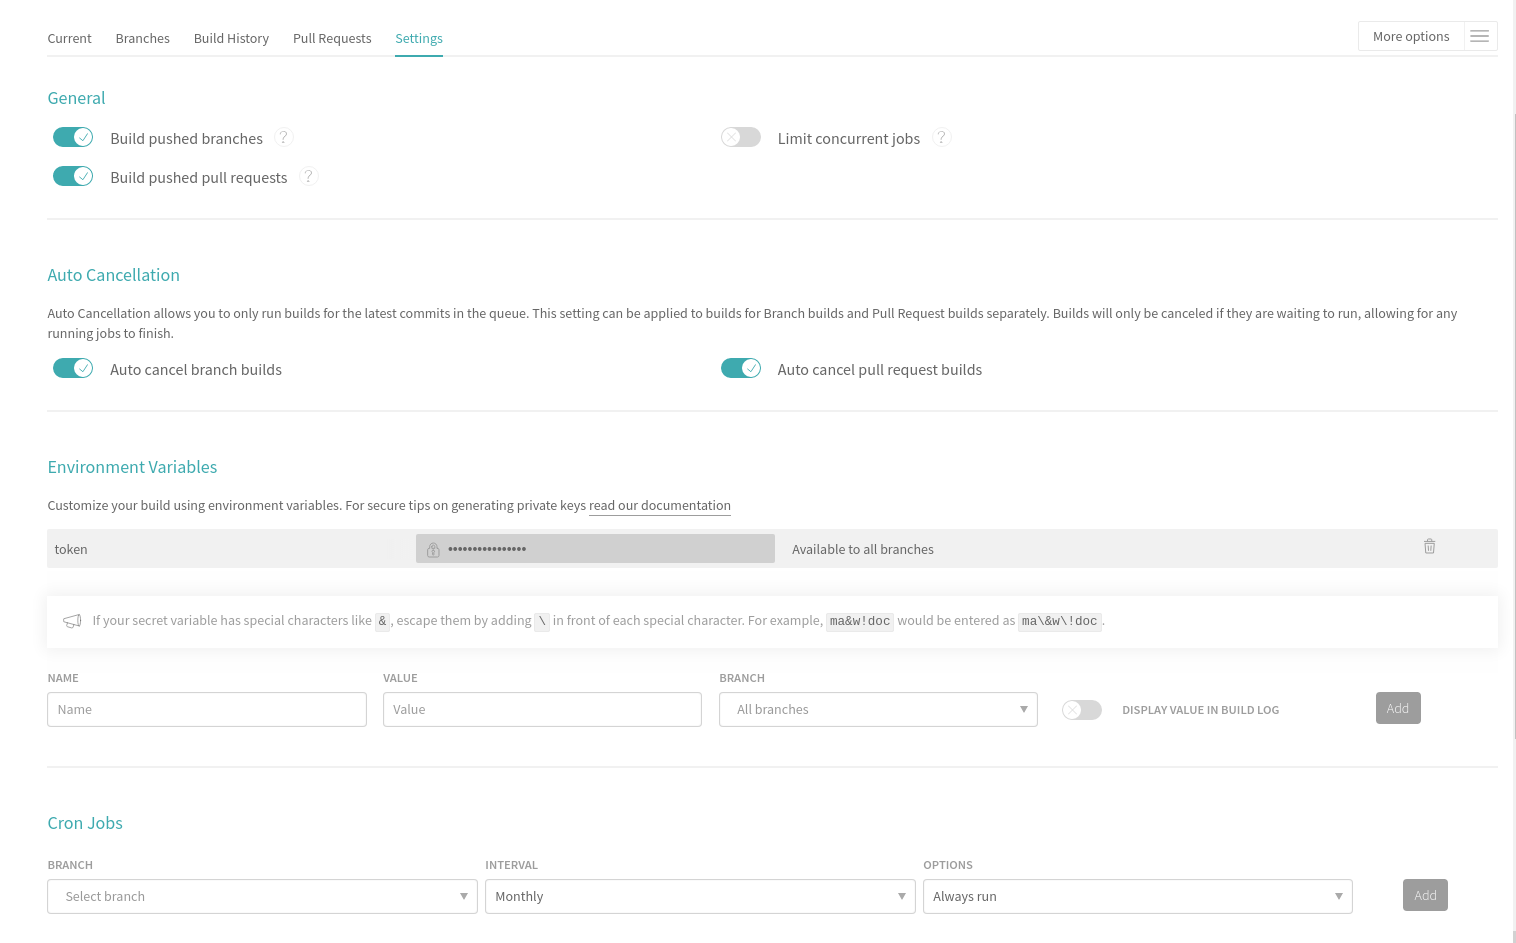 Current Branches Build History Pull Requests Settings More options
General
Build pushed branches ? Limit concurrent jobs ?
Build pushed pull requests ?
Auto Cancellation
Auto Cancellation allows you to only run builds for the latest commits in the queue. This setting can be applied to builds for Branch builds and Pull Request builds separately. Builds will only be canceled if they are waiting to run, allowing for any
running jobs to finish.
Auto cancel branch builds Auto cancel pull request builds
Environment Variables
Customize your build using environment variables. For secure tips on generating private keys read our documentation
token •••••••••••••••• Available to all branches
If your secret variable has special characters like &, escape them by adding \ in front of each special character. For example, ma&w!doc would be entered as ma\&w\!doc.
NAME VALUE BRANCH
Name Value All branches DISPLAY VALUE IN BUILD LOG Add
Cron Jobs
BRANCH INTERVAL OPTIONS
Select branch Monthly Always run Add